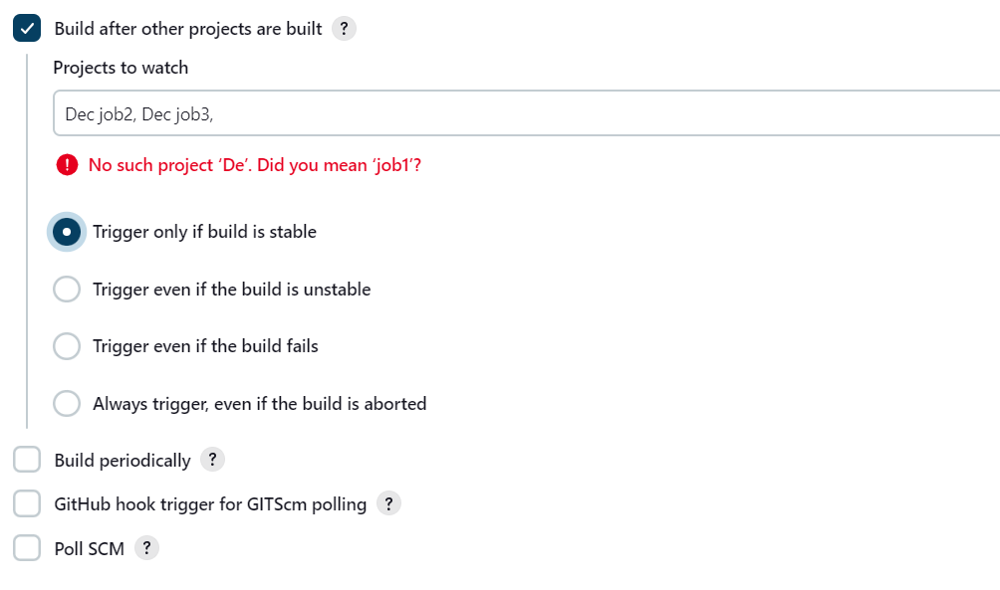 Build after other projects are built ?
Projects to watch
Dec job2, Dec job3,
! No such project ‘De’. Did you mean ‘job1’?
Trigger only if build is stable
Trigger even if the build is unstable
Trigger even if the build fails
Always trigger, even if the build is aborted
Build periodically ?
GitHub hook trigger for GITScm polling ?
Poll SCM ?